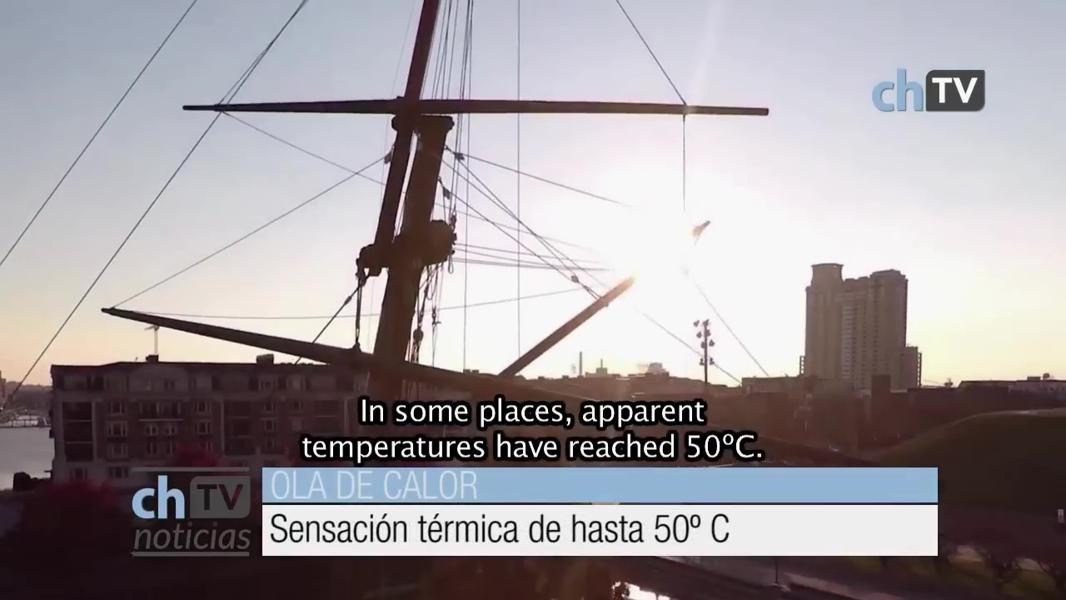 chTV
In some places, apparent
temperatures have reached 50ºC.
OLA DE CALOR
chTV
noticias
Sensación térmica de hasta 50º C